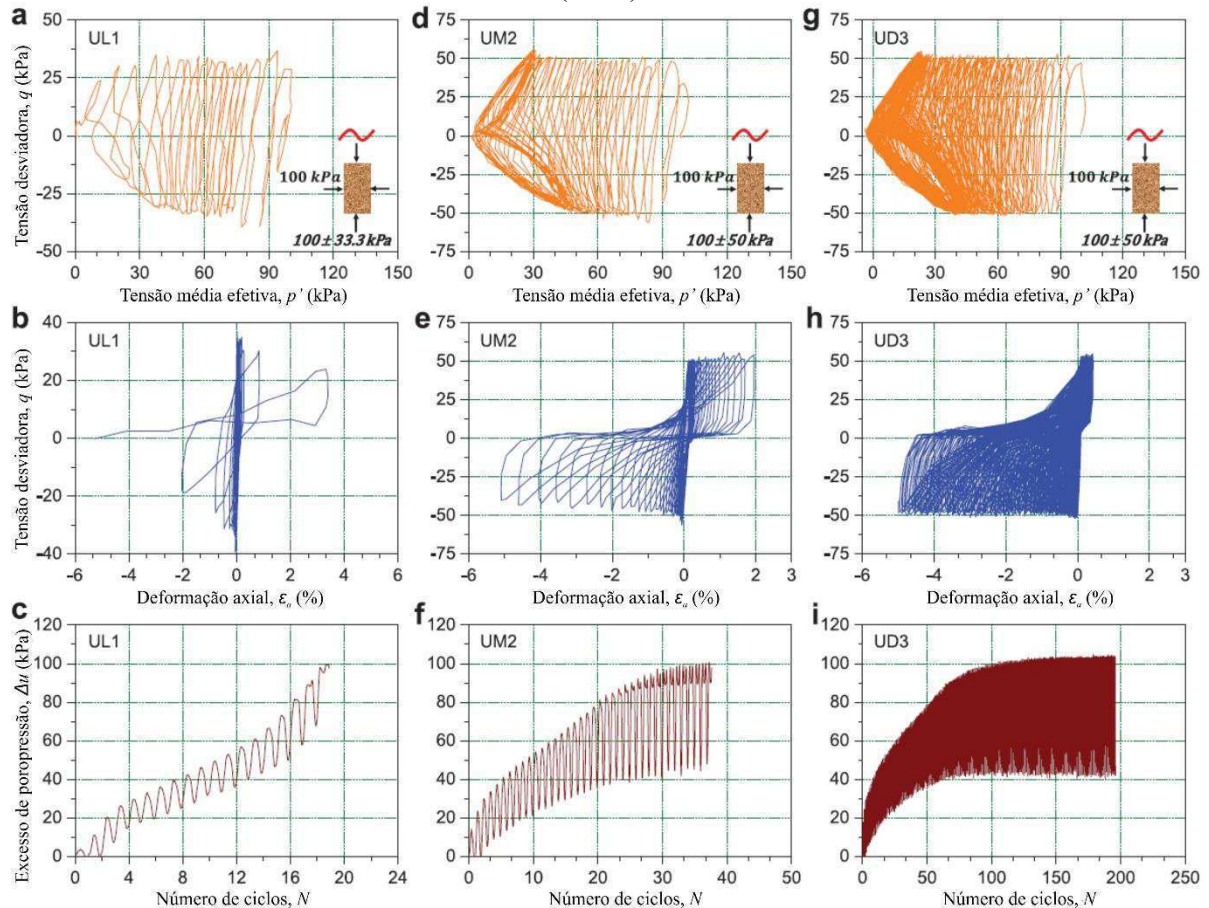 a
50
25
0
-25
-50
UL1
100 kPa
100±33.3kPa
0 30 60 90 120 150
Tensão desviadora, q (kPa)
Tensão média efetiva, p' (kPa)
d
75
50
25
0
-25
-50
-75
UM2
100 kPa
100±50 kPa
0 30 60 90 120 150
Tensão média efetiva, p' (kPa)
g
75
50
25
0
-25
-50
-75
UD3
100 kPa
100±50 kPa
0 30 60 90 120 150
Tensão média efetiva, p' (kPa)
b
40
20
0
-20
-40
UL1
-6 -4 -2 0 2 4 6
Tensão desviadora, q (kPa)
Deformação axial, εa (%)
e
75
50
25
0
-25
-50
-75
UM2
-6 -3 0 3
Deformação axial, εa (%)
h
75
50
25
0
-25
-50
-75
UD3
-6 -5 -4 -3 -2 -1 0 1 2 3
Deformação axial, εa (%)
c
100
80
60
40
20
0
UL1
0 4 8 12 16 20 24
Excesso de poropressão, Δu (kPa)
Número de ciclos, N
f
100
80
60
40
20
0
UM2
0 10 20 30 40 50
Número de ciclos, N
i
120
100
80
60
40
20
0
UD3
0 50 100 150 200 250
Número de ciclos, N